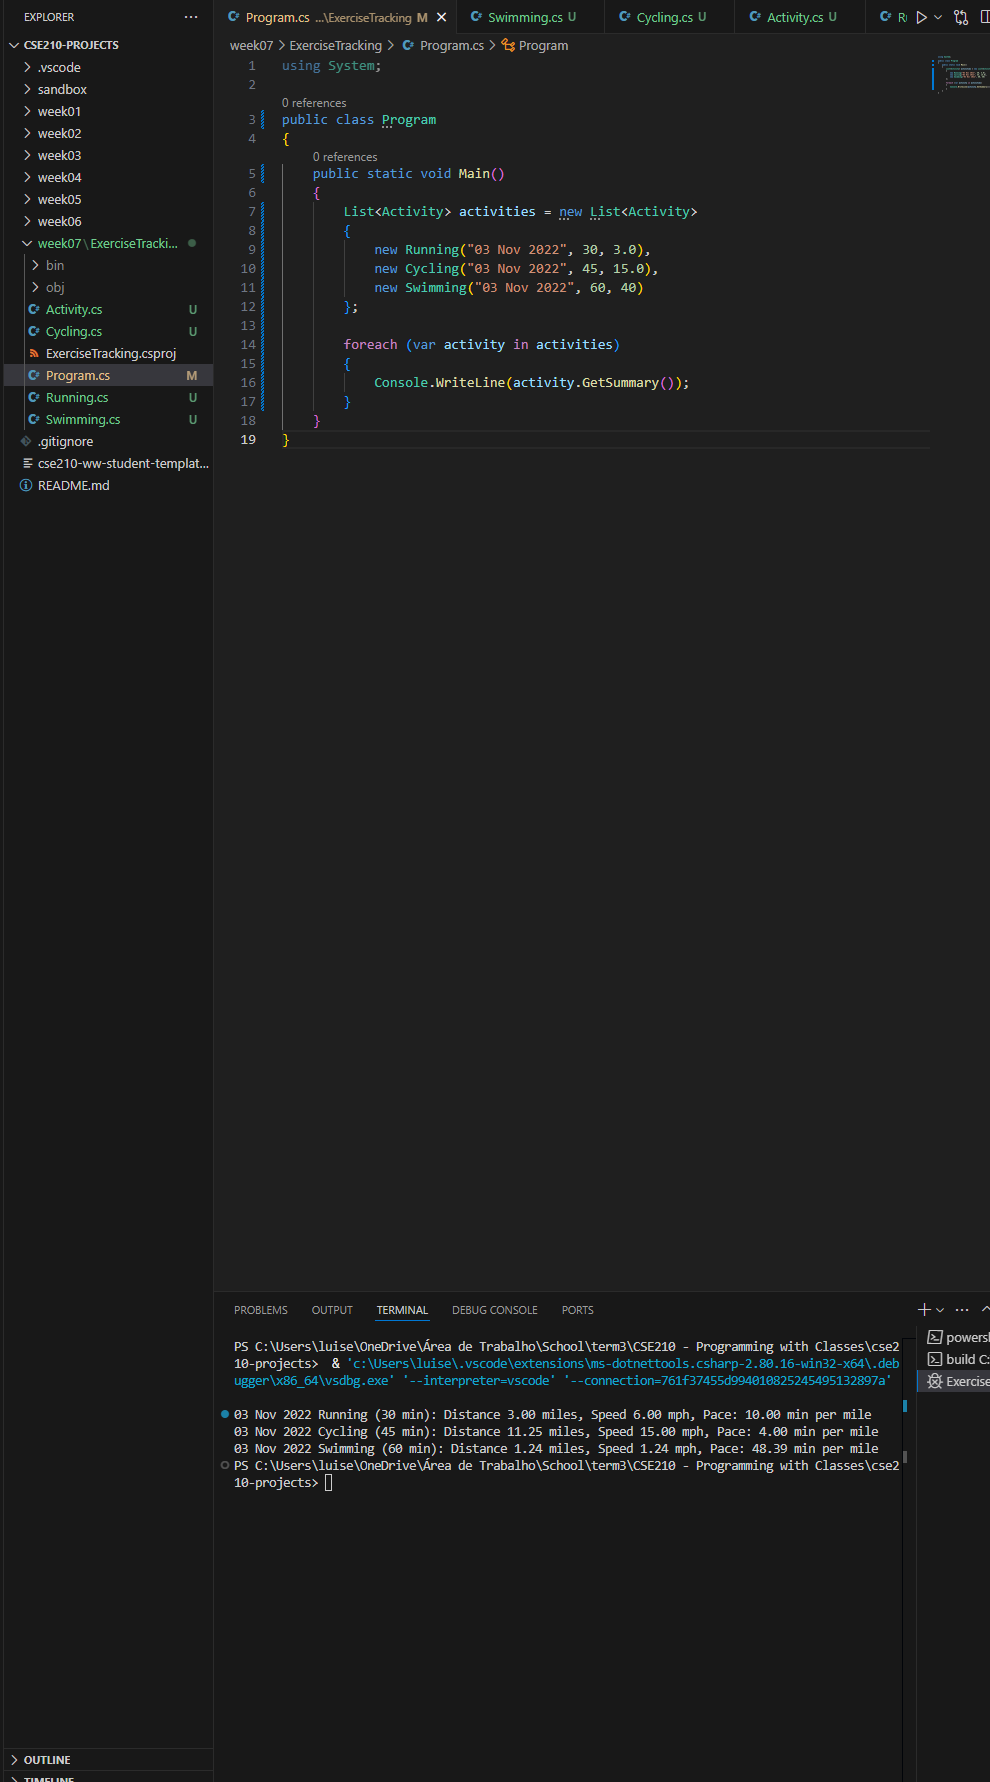 EXPLORER
CSE210-PROJECTS
.vscode
sandbox
week01
week02
week03
week04
week05
week06
week07\ExerciseTracki...
bin
obj
Activity.cs U
Cycling.cs U
ExerciseTracking.csproj
Program.cs M
Running.cs U
Swimming.cs U
.gitignore
cse210-ww-student-templat...
README.md
OUTLINE
TIMELINE
Program.cs ...\ExerciseTracking M
Swimming.cs U
Cycling.cs U
Activity.cs U
week07 > ExerciseTracking > Program.cs > Program
1 using System;
2
0 references
3 public class Program
4 {
0 references
5 public static void Main()
6 {
7 List<Activity> activities = new List<Activity>
8 {
9 new Running("03 Nov 2022", 30, 3.0),
10 new Cycling("03 Nov 2022", 45, 15.0),
11 new Swimming("03 Nov 2022", 60, 40)
12 };
13
14 foreach (var activity in activities)
15 {
16 Console.WriteLine(activity.GetSummary());
17 }
18 }
19 }
PROBLEMS OUTPUT TERMINAL DEBUG CONSOLE PORTS
PS C:\Users\luise\OneDrive\Área de Trabalho\School\term3\CSE210 - Programming with Classes\cse2
10-projects> & 'c:\Users\luise\.vscode\extensions\ms-dotnettools.csharp-2.80.16-win32-x64\.deb
ugger\x86_64\vsdbg.exe' '--interpreter=vscode' '--connection=761f37455d994010825245495132897a'
03 Nov 2022 Running (30 min): Distance 3.00 miles, Speed 6.00 mph, Pace: 10.00 min per mile
03 Nov 2022 Cycling (45 min): Distance 11.25 miles, Speed 15.00 mph, Pace: 4.00 min per mile
03 Nov 2022 Swimming (60 min): Distance 1.24 miles, Speed 1.24 mph, Pace: 48.39 min per mile
PS C:\Users\luise\OneDrive\Área de Trabalho\School\term3\CSE210 - Programming with Classes\cse2
10-projects>
powersh
build C:
Exercise